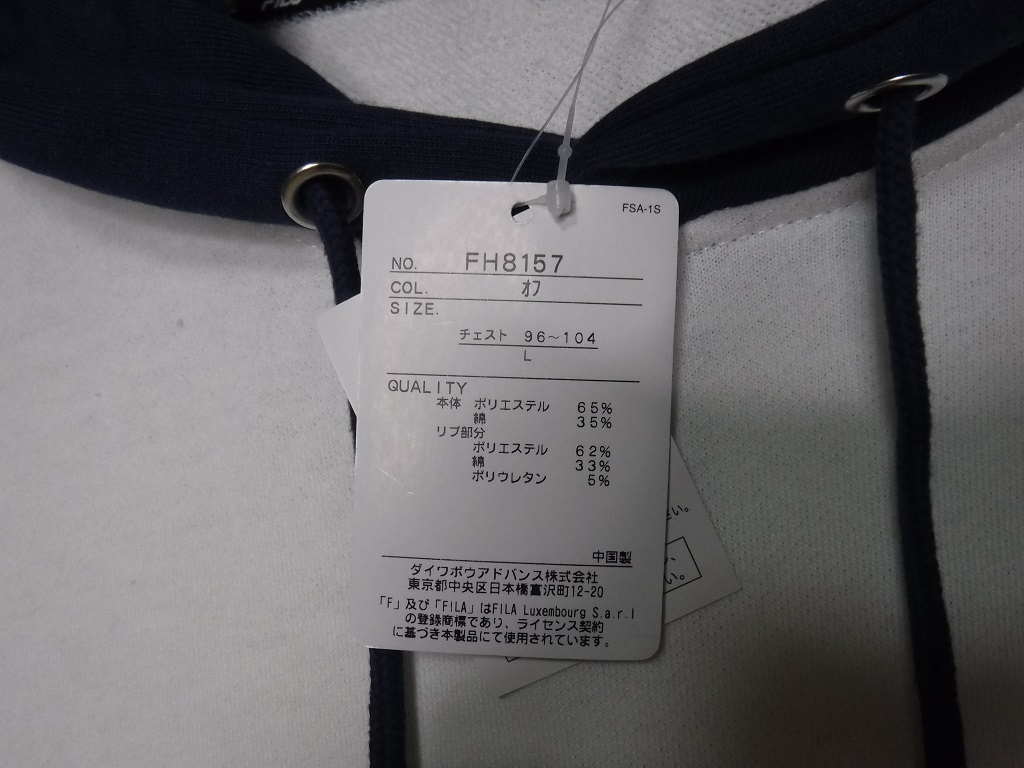 FILA
FSA-1S
NO. FH8157
COL. オフ
SIZE.
チェスト 96～104
L
QUALITY
本体 ポリエステル 65%
綿 35%
リブ部分
ポリエステル 62%
綿 33%
ポリウレタン 5%
中国製
ダイワボウアドバンス株式会社
東京都中央区日本橋富沢町12-20
「F」及び「FILA」はFILA Luxembourg S.a.r.l
の登録商標であり、ライセンス契約
に基づき本製品にて使用されています。
い。
い
い。